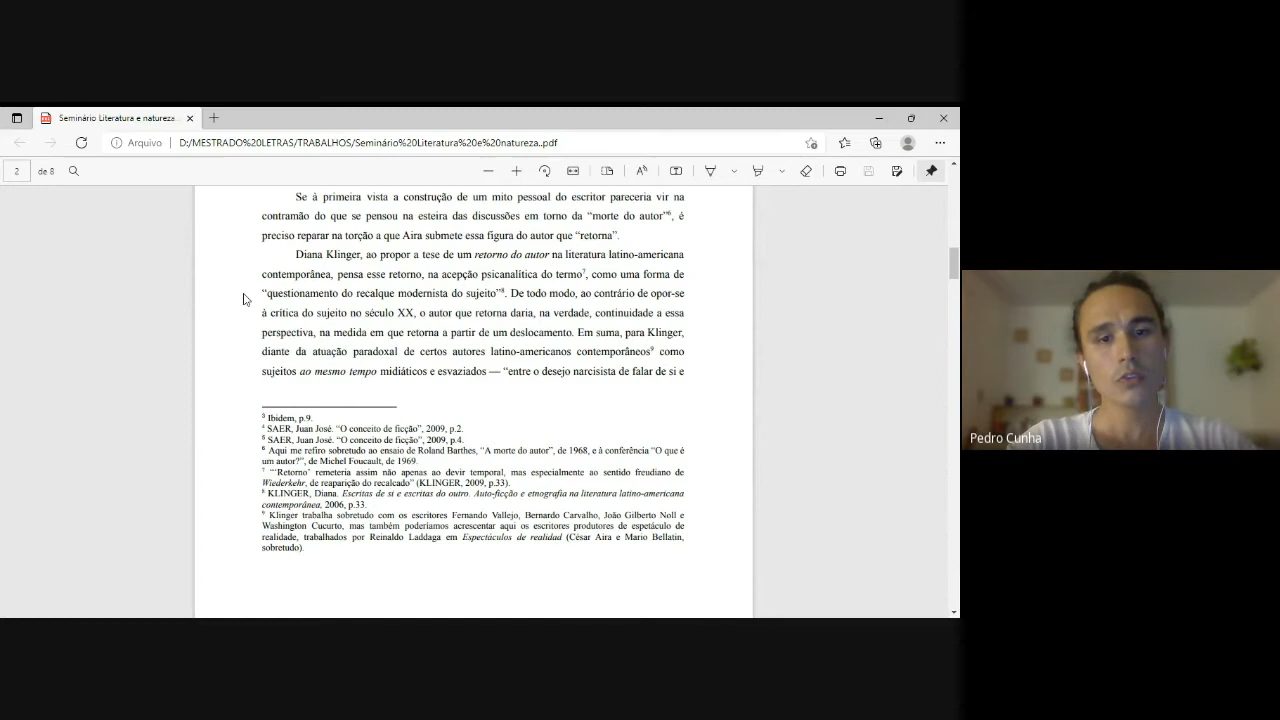 Seminário Literatura e natureza..
Arquivo D:/MESTRADO%20LETRAS/TRABALHOS/Seminário%20Literatura%20e%20natureza..pdf
2 de 8
Se à primeira vista a construção de um mito pessoal do escritor pareceria vir na
contramão do que se pensou na esteira das discussões em torno da “morte do autor”⁶, é
preciso reparar na torção a que Aira submete essa figura do autor que “retorna”.
Diana Klinger, ao propor a tese de um retorno do autor na literatura latino-americana
contemporânea, pensa esse retorno, na acepção psicanalítica do termo⁷, como uma forma de
“questionamento do recalque modernista do sujeito”⁸. De todo modo, ao contrário de opor-se
à crítica do sujeito no século XX, o autor que retorna daria, na verdade, continuidade a essa
perspectiva, na medida em que retorna a partir de um deslocamento. Em suma, para Klinger,
diante da atuação paradoxal de certos autores latino-americanos contemporâneos⁹ como
sujeitos ao mesmo tempo midiáticos e esvaziados — “entre o desejo narcisista de falar de si e
³ Ibidem, p.9.
⁴ SAER, Juan José. “O conceito de ficção”, 2009, p.2.
⁵ SAER, Juan José. “O conceito de ficção”, 2009, p.4.
⁶ Aqui me refiro sobretudo ao ensaio de Roland Barthes, “A morte do autor”, de 1968, e à conferência “O que é
um autor?”, de Michel Foucault, de 1969.
⁷ “‘Retorno’ remeteria assim não apenas ao devir temporal, mas especialmente ao sentido freudiano de
Wiederkehr, de reaparição do recalcado” (KLINGER, 2009, p.33).
⁸ KLINGER, Diana. Escritas de si e escritas do outro. Auto-ficção e etnografia na literatura latino-americana
contemporânea, 2006, p.33.
⁹ Klinger trabalha sobretudo com os escritores Fernando Vallejo, Bernardo Carvalho, João Gilberto Noll e
Washington Cucurto, mas também poderíamos acrescentar aqui os escritores produtores de espetáculo de
realidade, trabalhados por Reinaldo Laddaga em Espectáculos de realidad (César Aira e Mario Bellatin,
sobretudo).
Pedro Cunha